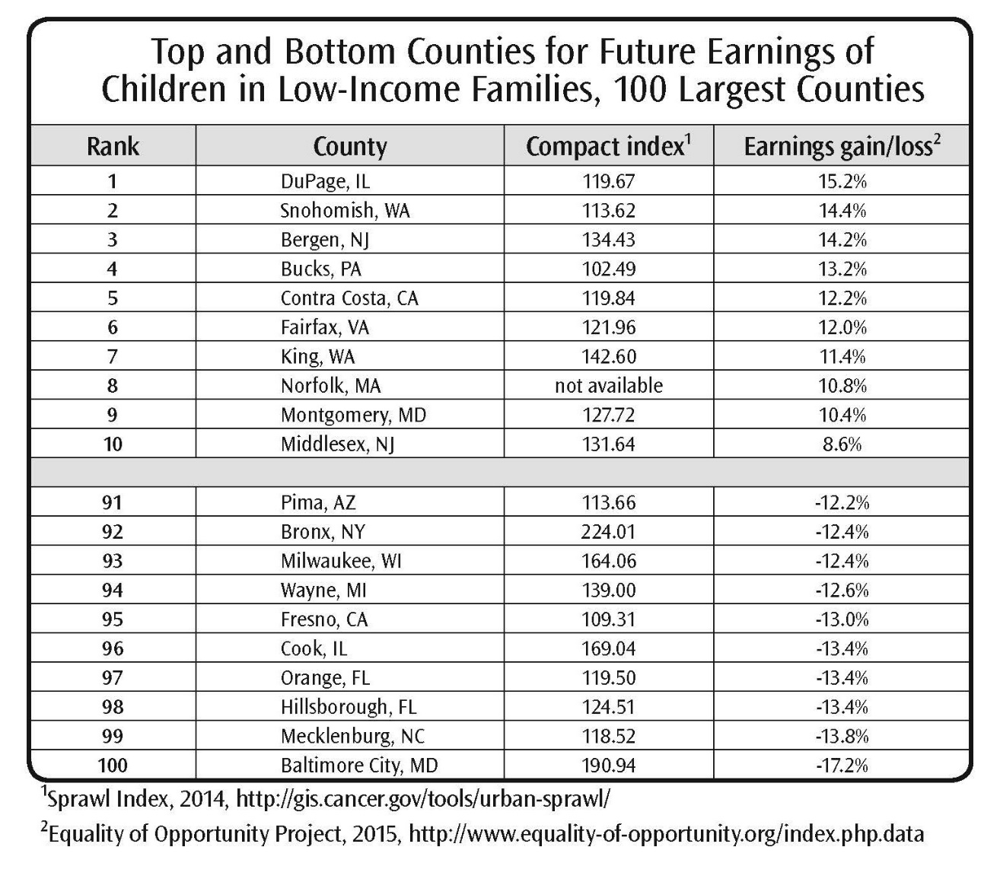 Top and Bottom Counties for Future Earnings of
Children in Low-Income Families, 100 Largest Counties
Rank County Compact index¹ Earnings gain/loss²
1 DuPage, IL 119.67 15.2%
2 Snohomish, WA 113.62 14.4%
3 Bergen, NJ 134.43 14.2%
4 Bucks, PA 102.49 13.2%
5 Contra Costa, CA 119.84 12.2%
6 Fairfax, VA 121.96 12.0%
7 King, WA 142.60 11.4%
8 Norfolk, MA not available 10.8%
9 Montgomery, MD 127.72 10.4%
10 Middlesex, NJ 131.64 8.6%
91 Pima, AZ 113.66 -12.2%
92 Bronx, NY 224.01 -12.4%
93 Milwaukee, WI 164.06 -12.4%
94 Wayne, MI 139.00 -12.6%
95 Fresno, CA 109.31 -13.0%
96 Cook, IL 169.04 -13.4%
97 Orange, FL 119.50 -13.4%
98 Hillsborough, FL 124.51 -13.4%
99 Mecklenburg, NC 118.52 -13.8%
100 Baltimore City, MD 190.94 -17.2%
¹Sprawl Index, 2014, http://gis.cancer.gov/tools/urban-sprawl/
²Equality of Opportunity Project, 2015, http://www.equality-of-opportunity.org/index.php.data